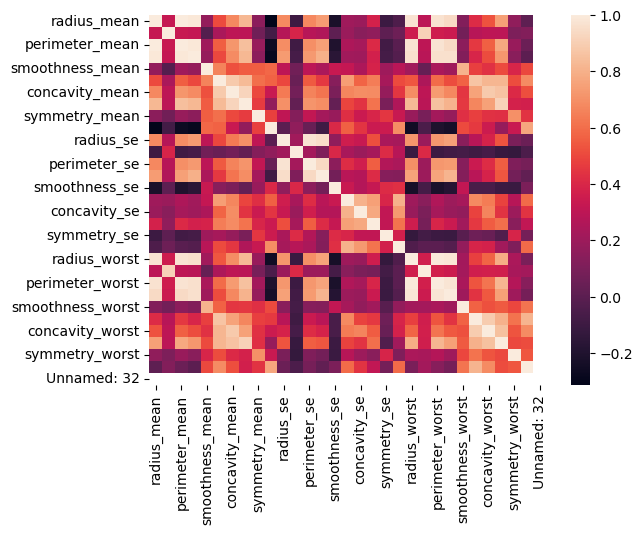 radius_mean
perimeter_mean
smoothness_mean
concavity_mean
symmetry_mean
radius_se
perimeter_se
smoothness_se
concavity_se
symmetry_se
radius_worst
perimeter_worst
smoothness_worst
concavity_worst
symmetry_worst
Unnamed: 32
radius_mean
perimeter_mean
smoothness_mean
concavity_mean
symmetry_mean
radius_se
perimeter_se
smoothness_se
concavity_se
symmetry_se
radius_worst
perimeter_worst
smoothness_worst
concavity_worst
symmetry_worst
Unnamed: 32
1.0
0.8
0.6
0.4
0.2
0.0
−0.2